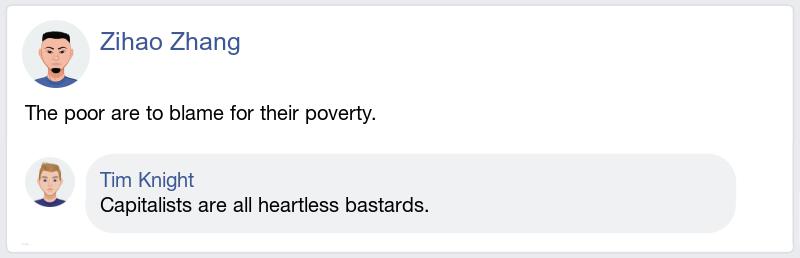 Zihao Zhang
The poor are to blame for their poverty.
Tim Knight
Capitalists are all heartless bastards.